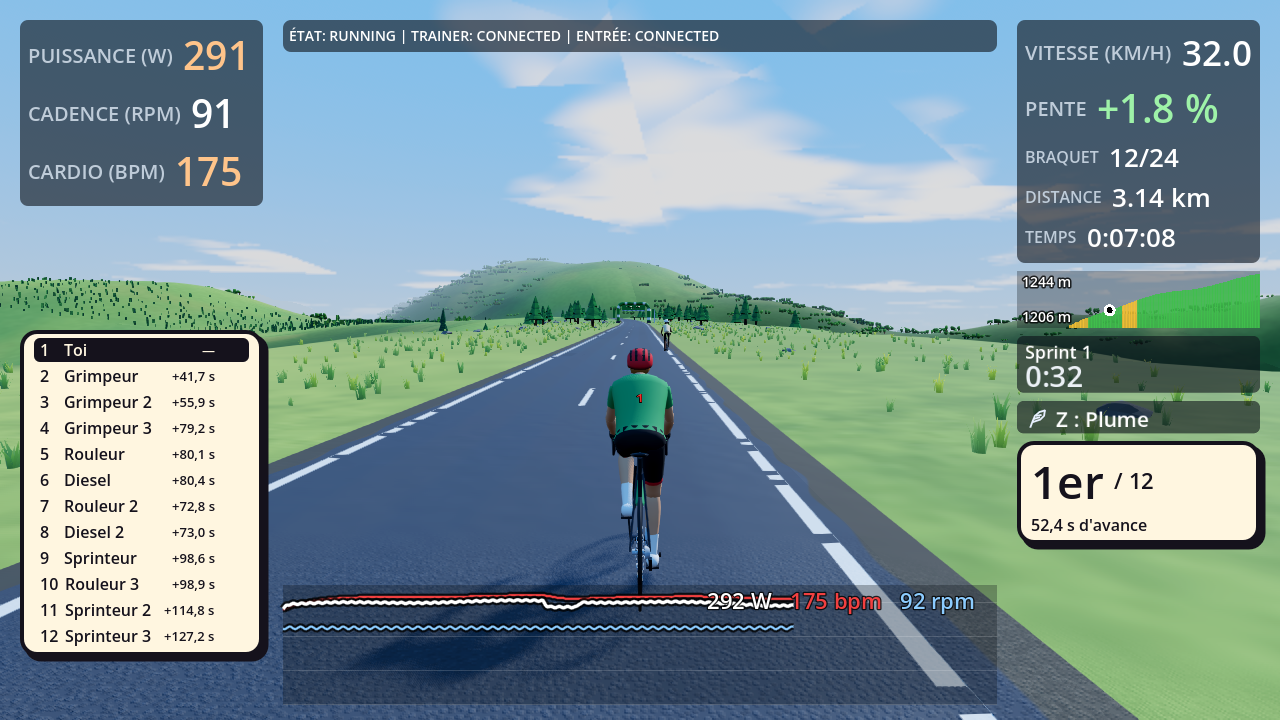 PUISSANCE (W) 291
CADENCE (RPM) 91
CARDIO (BPM) 175
ÉTAT: RUNNING | TRAINER: CONNECTED | ENTRÉE: CONNECTED
VITESSE (KM/H) 32.0
PENTE +1.8 %
BRAQUET 12/24
DISTANCE 3.14 km
TEMPS 0:07:08
1244 m
1206 m
Sprint 1
0:32
Z : Plume
1er / 12
52,4 s d'avance
1 Toi —
2 Grimpeur +41,7 s
3 Grimpeur 2 +55,9 s
4 Grimpeur 3 +79,2 s
5 Rouleur +80,1 s
6 Diesel +80,4 s
7 Rouleur 2 +72,8 s
8 Diesel 2 +73,0 s
9 Sprinteur +98,6 s
10 Rouleur 3 +98,9 s
11 Sprinteur 2 +114,8 s
12 Sprinteur 3 +127,2 s
1
292 W 175 bpm 92 rpm